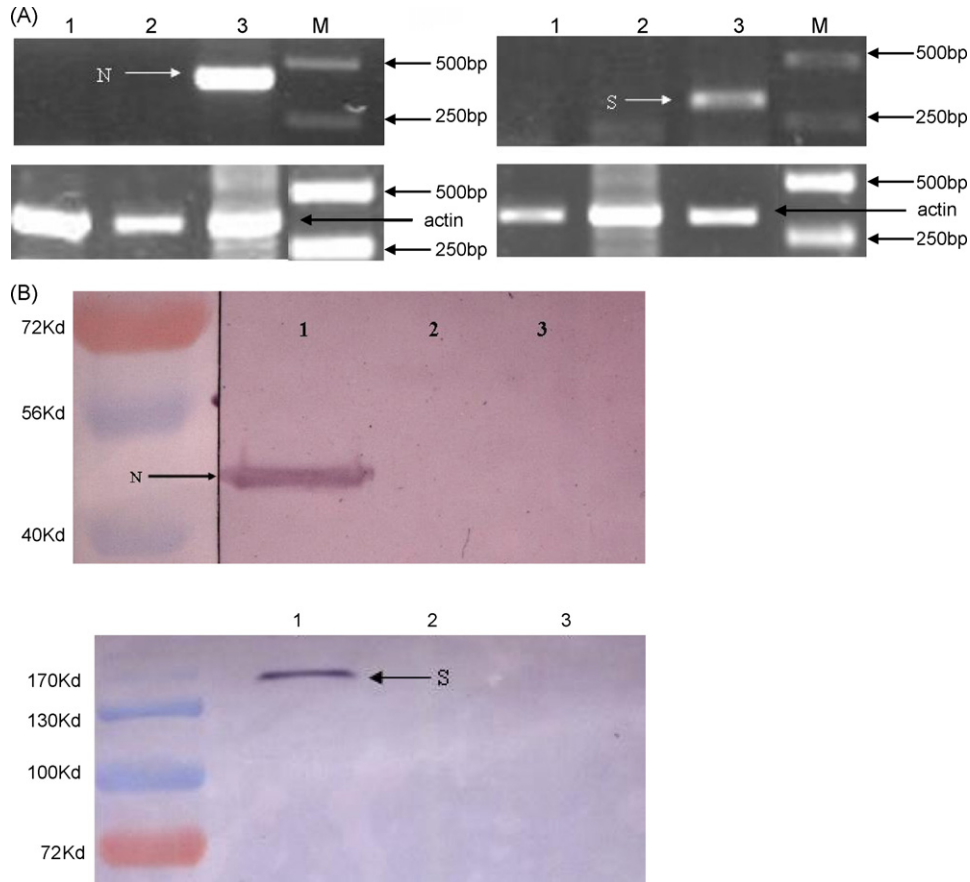 (A)
1 2 3 M
N
500bp
250bp
500bp
actin
250bp
1 2 3 M
S
500bp
250bp
500bp
actin
250bp
(B)
72Kd
1 2 3
56Kd
N
40Kd
1 2 3
170Kd
S
130Kd
100Kd
72Kd